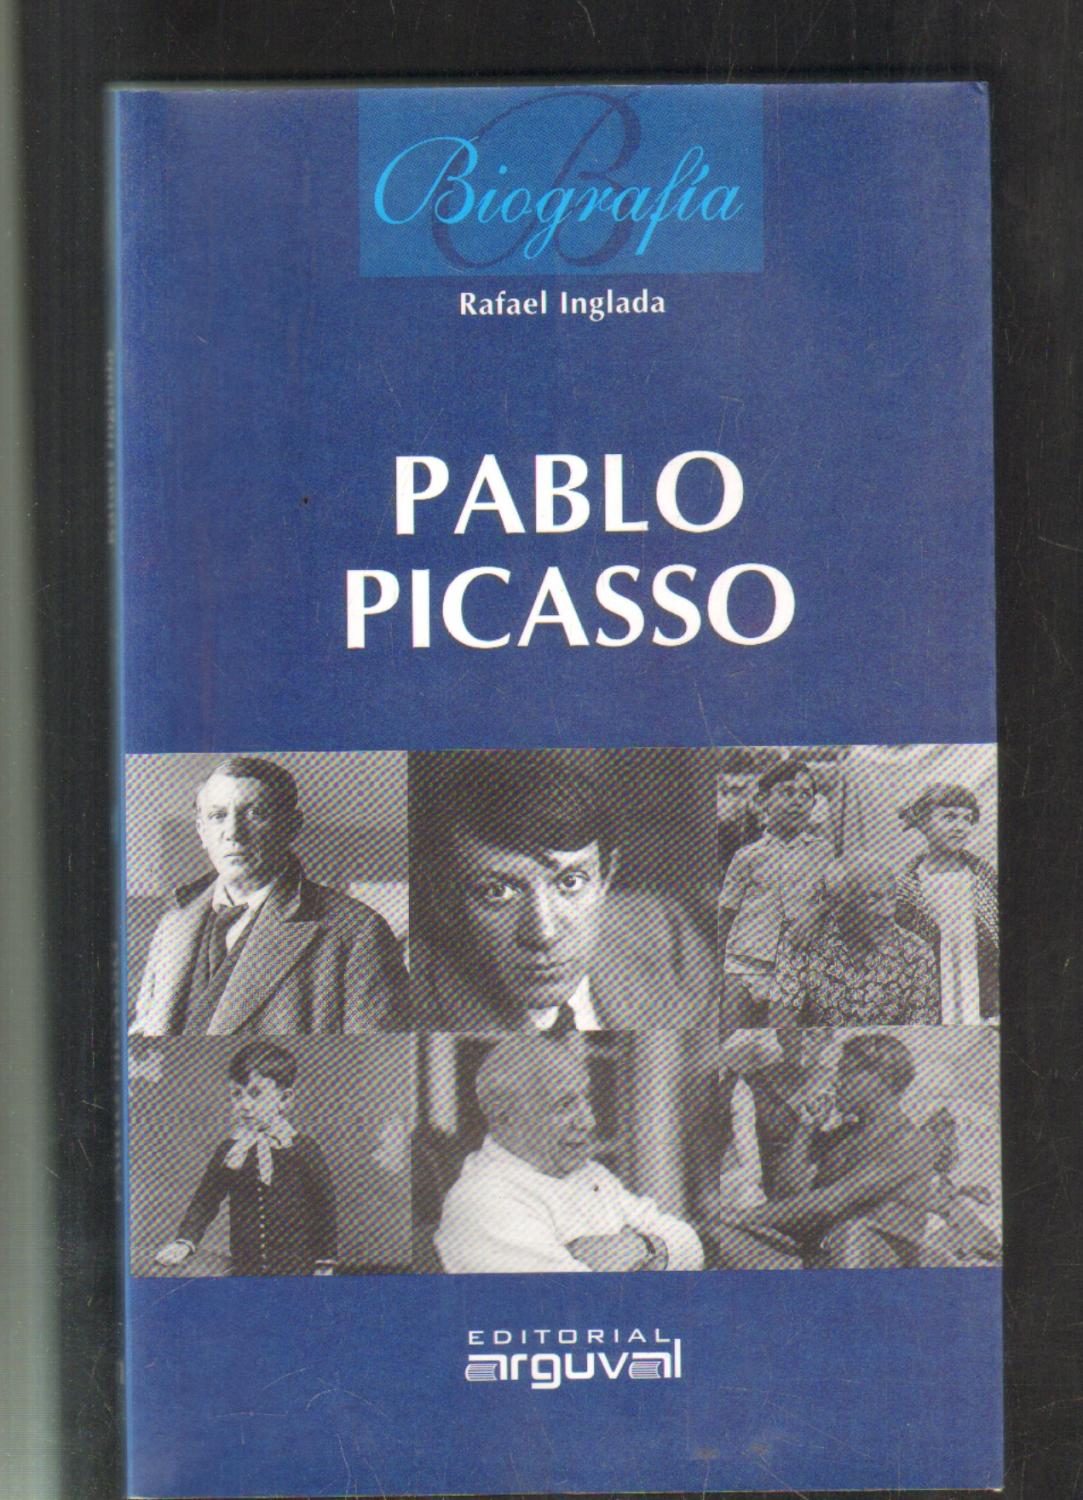 Biografía
Rafael Inglada
PABLO
PICASSO
EDITORIAL
arguval